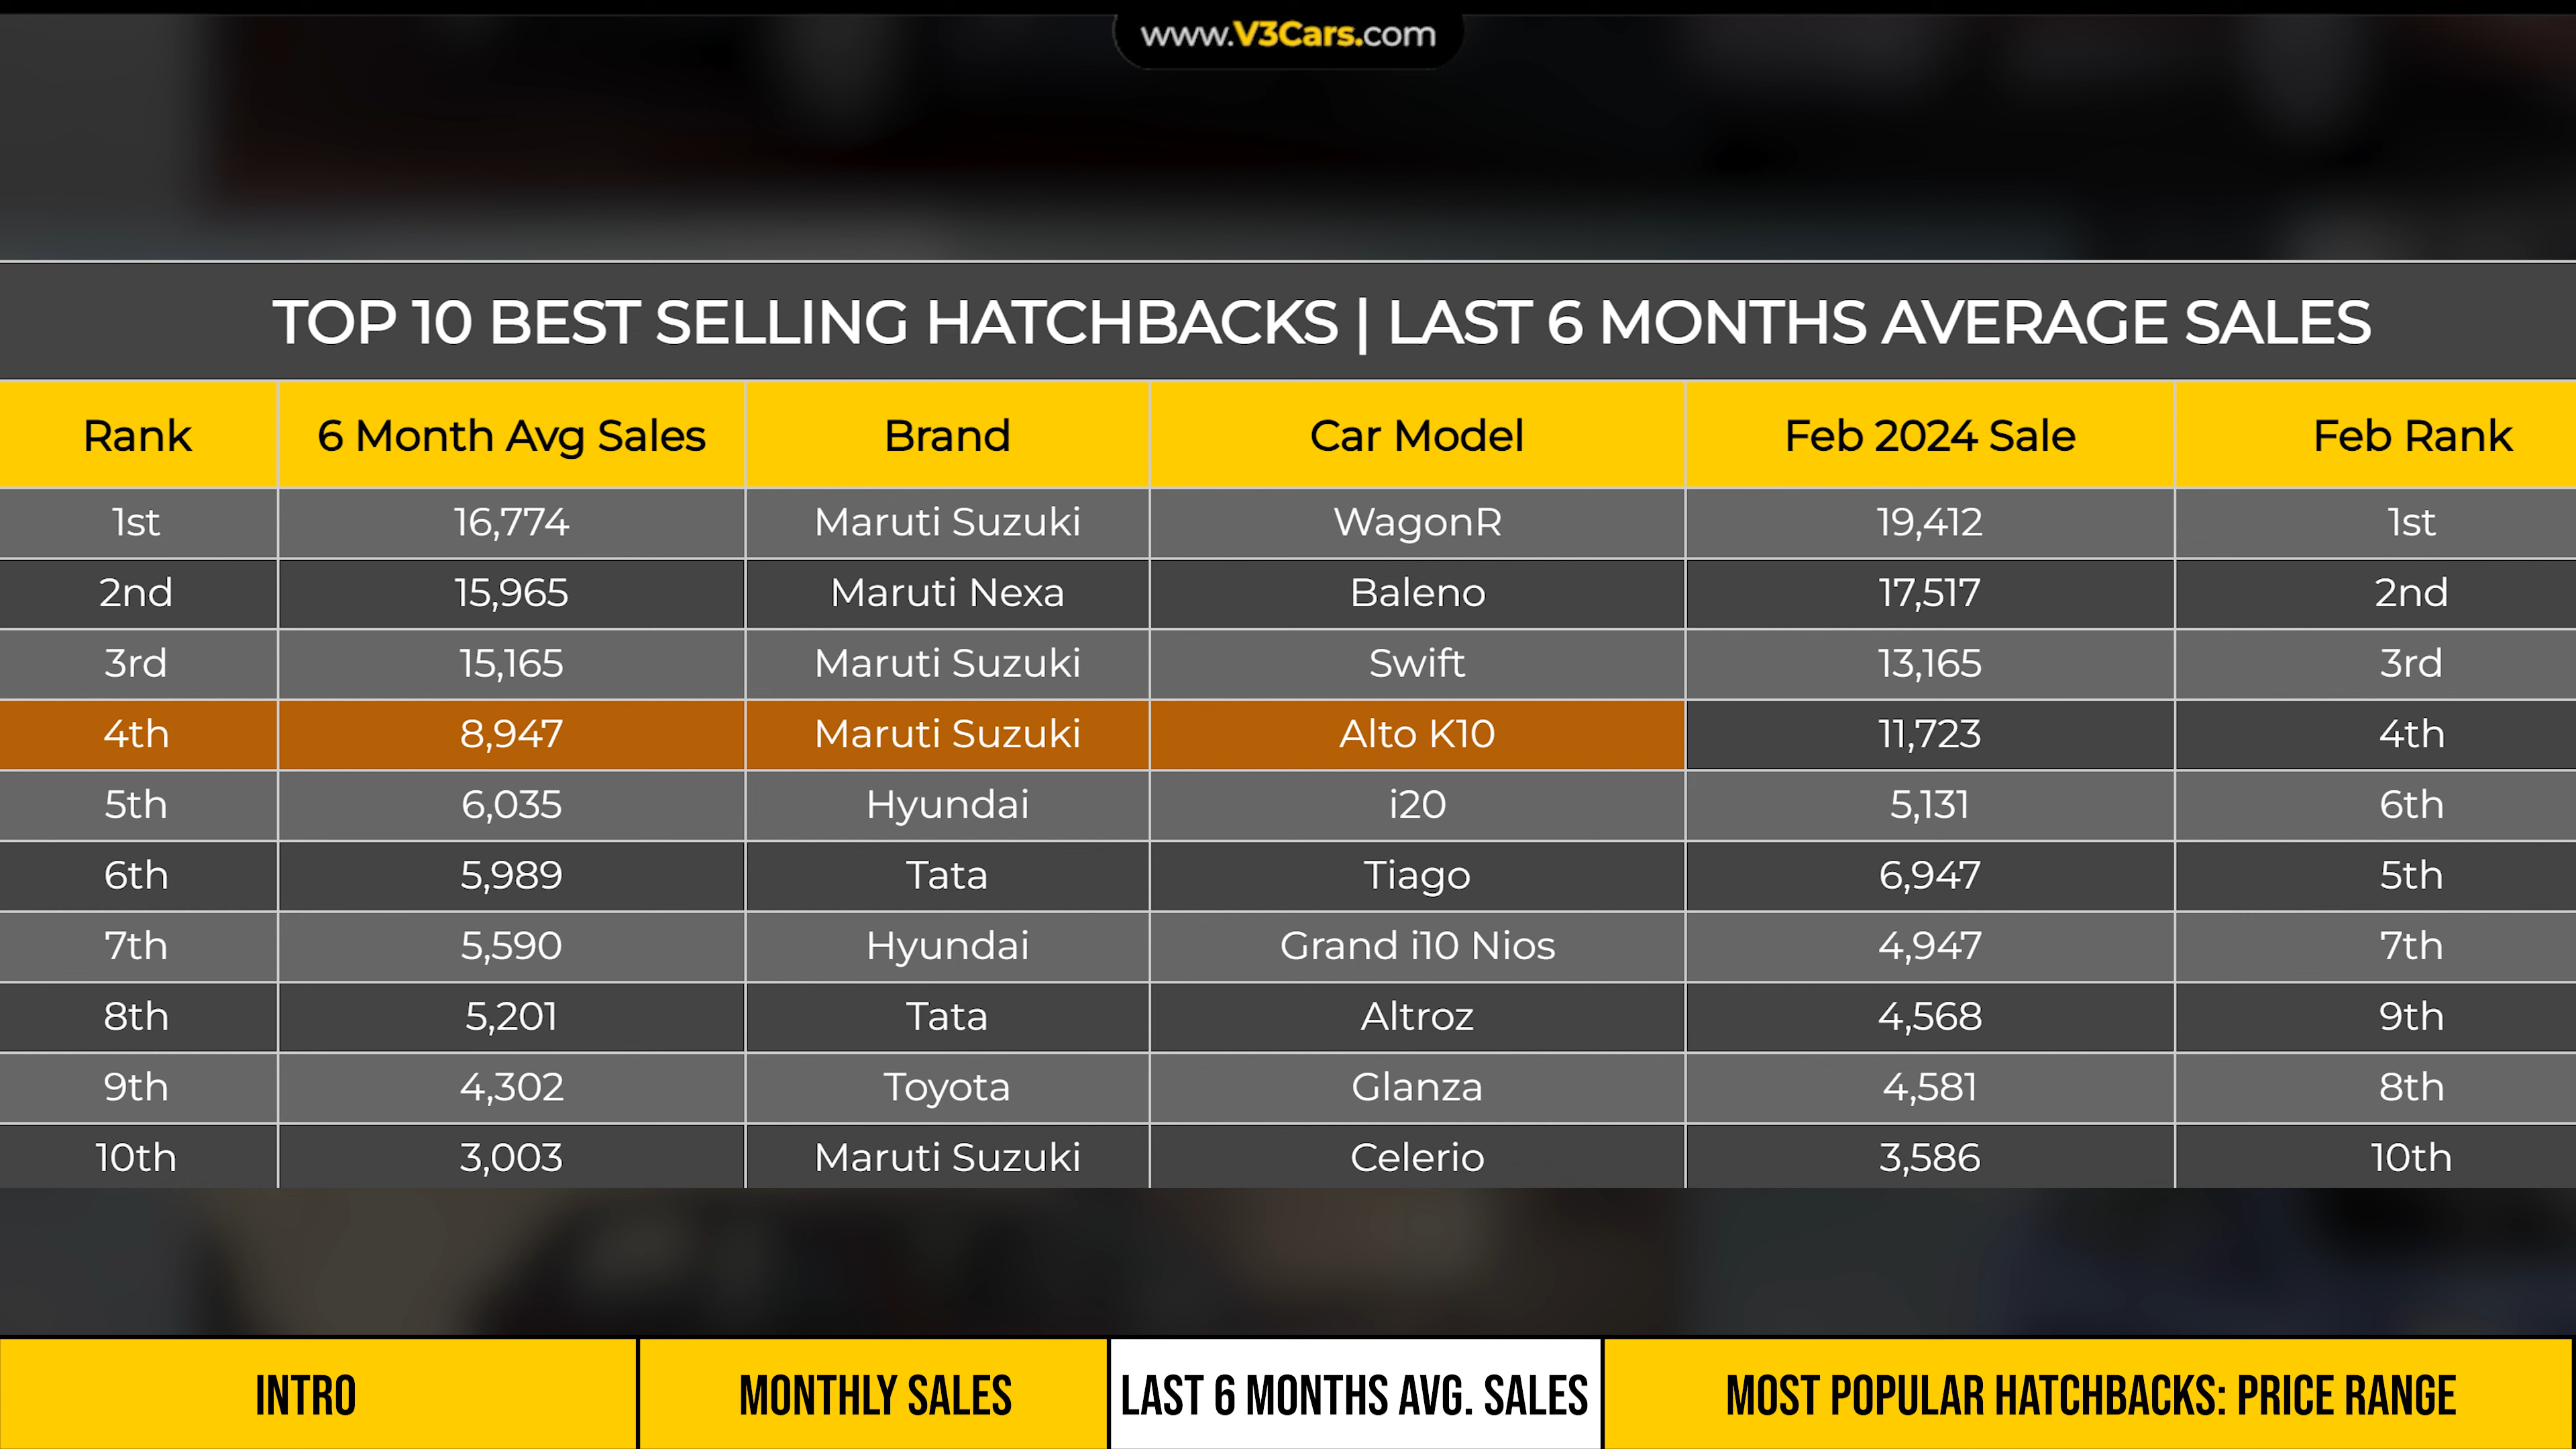 www.V3Cars.com
TOP 10 BEST SELLING HATCHBACKS | LAST 6 MONTHS AVERAGE SALES
Rank 6 Month Avg Sales Brand Car Model Feb 2024 Sale Feb Rank
1st 16,774 Maruti Suzuki WagonR 19,412 1st
2nd 15,965 Maruti Nexa Baleno 17,517 2nd
3rd 15,165 Maruti Suzuki Swift 13,165 3rd
4th 8,947 Maruti Suzuki Alto K10 11,723 4th
5th 6,035 Hyundai i20 5,131 6th
6th 5,989 Tata Tiago 6,947 5th
7th 5,590 Hyundai Grand i10 Nios 4,947 7th
8th 5,201 Tata Altroz 4,568 9th
9th 4,302 Toyota Glanza 4,581 8th
10th 3,003 Maruti Suzuki Celerio 3,586 10th
INTRO MONTHLY SALES LAST 6 MONTHS AVG. SALES MOST POPULAR HATCHBACKS: PRICE RANGE